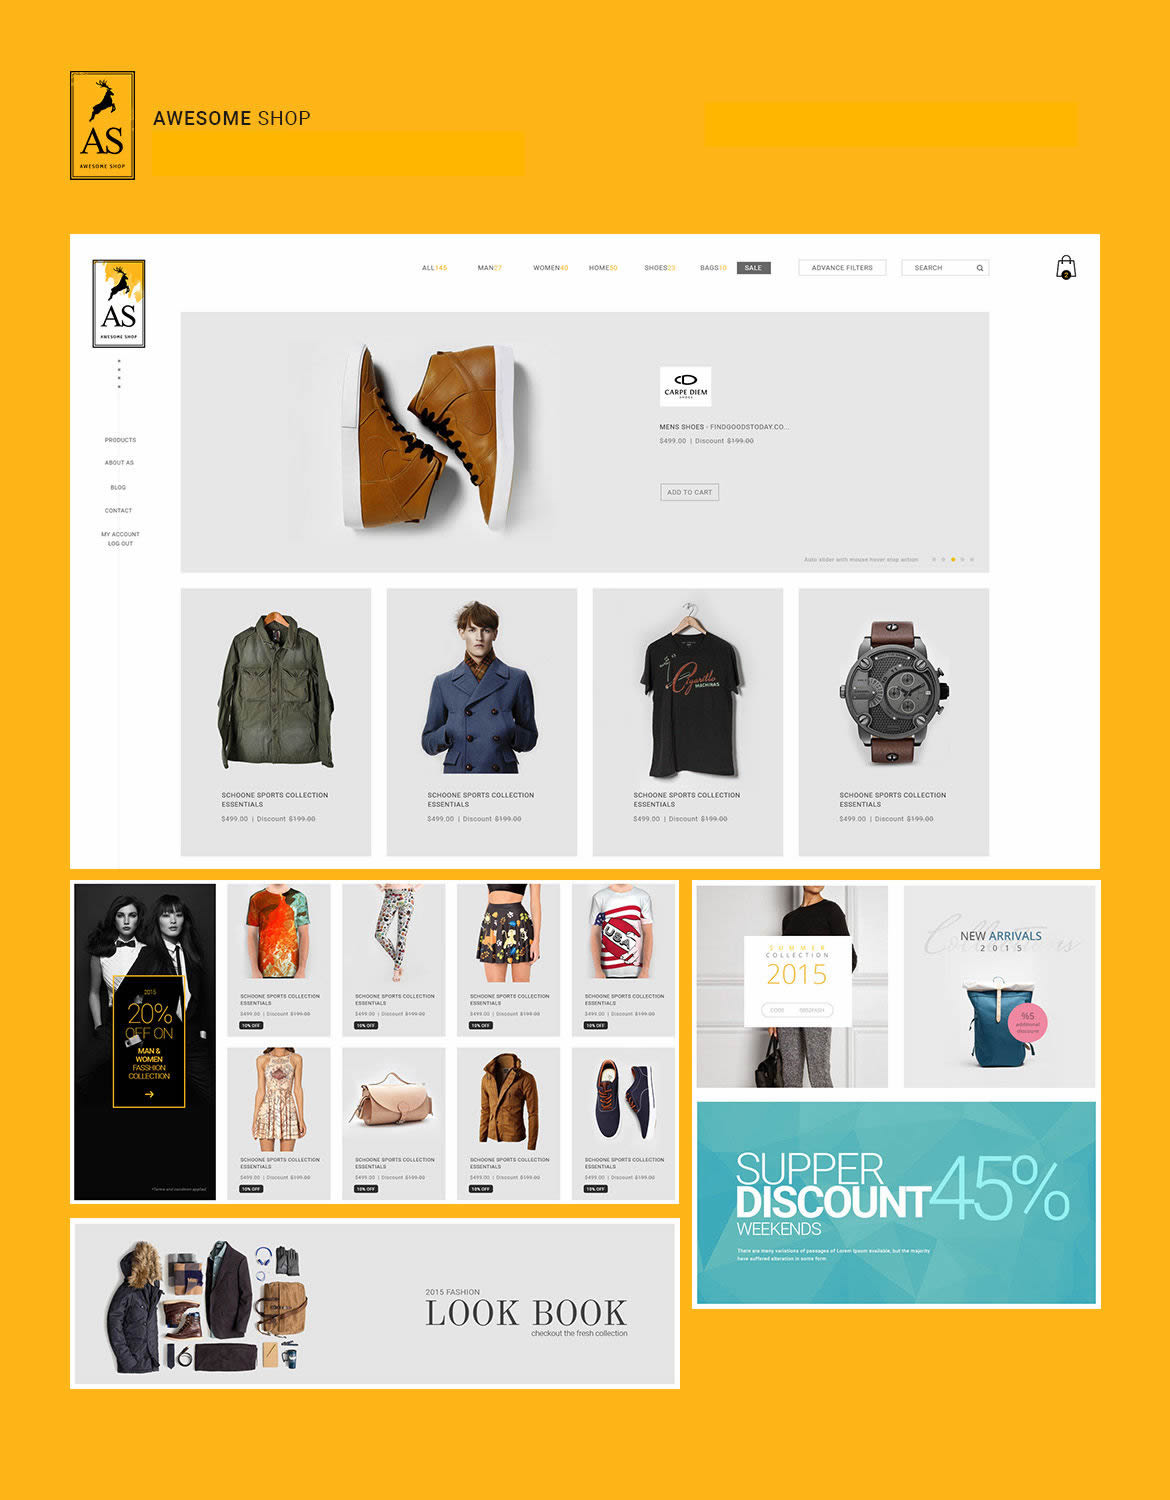 AS
AWESOME SHOP
AWESOME SHOP
AS
AWESOME SHOP
ALL145
MAN27
WOMEN40
HOME50
SHOES23
BAGS10
SALE
ADVANCE FILTERS
SEARCH
2
PRODUCTS
ABOUT AS
BLOG
CONTACT
MY ACCOUNT
LOG OUT
CARPE DIEM
SHOES
MENS SHOES - FINDGOODSTODAY.CO...
$499.00 | Discount $199.00
ADD TO CART
Auto slider with mouse hover stop action
Cigarillo
MACHINAS
SCHOONE SPORTS COLLECTION
ESSENTIALS
$499.00 | Discount $199.00
SCHOONE SPORTS COLLECTION
ESSENTIALS
$499.00 | Discount $199.00
SCHOONE SPORTS COLLECTION
ESSENTIALS
$499.00 | Discount $199.00
SCHOONE SPORTS COLLECTION
ESSENTIALS
$499.00 | Discount $199.00
2015
20%
OFF ON
MAN &
WOMEN
FASSHION
COLLECTION
*Terms and condition applied
USA
SCHOONE SPORTS COLLECTION
ESSENTIALS
$499.00 | Discount $199.00
10% OFF
SCHOONE SPORTS COLLECTION
ESSENTIALS
$499.00 | Discount $199.00
10% OFF
SCHOONE SPORTS COLLECTION
ESSENTIALS
$499.00 | Discount $199.00
10% OFF
SCHOONE SPORTS COLLECTION
ESSENTIALS
$499.00 | Discount $199.00
10% OFF
SCHOONE SPORTS COLLECTION
ESSENTIALS
$499.00 | Discount $199.00
10% OFF
SCHOONE SPORTS COLLECTION
ESSENTIALS
$499.00 | Discount $199.00
10% OFF
SCHOONE SPORTS COLLECTION
ESSENTIALS
$499.00 | Discount $199.00
10% OFF
SCHOONE SPORTS COLLECTION
ESSENTIALS
$499.00 | Discount $199.00
10% OFF
SUMMER
COLLECTION
2015
CODE
Collections
NEW ARRIVALS
2015
%5
additional
discount
SUPPER
DISCOUNT
WEEKENDS
45%
There are many variations of passages of Lorem Ipsum available, but the majority
have suffered alteration in some form.
2015 FASHION
LOOK BOOK
checkout the fresh collection